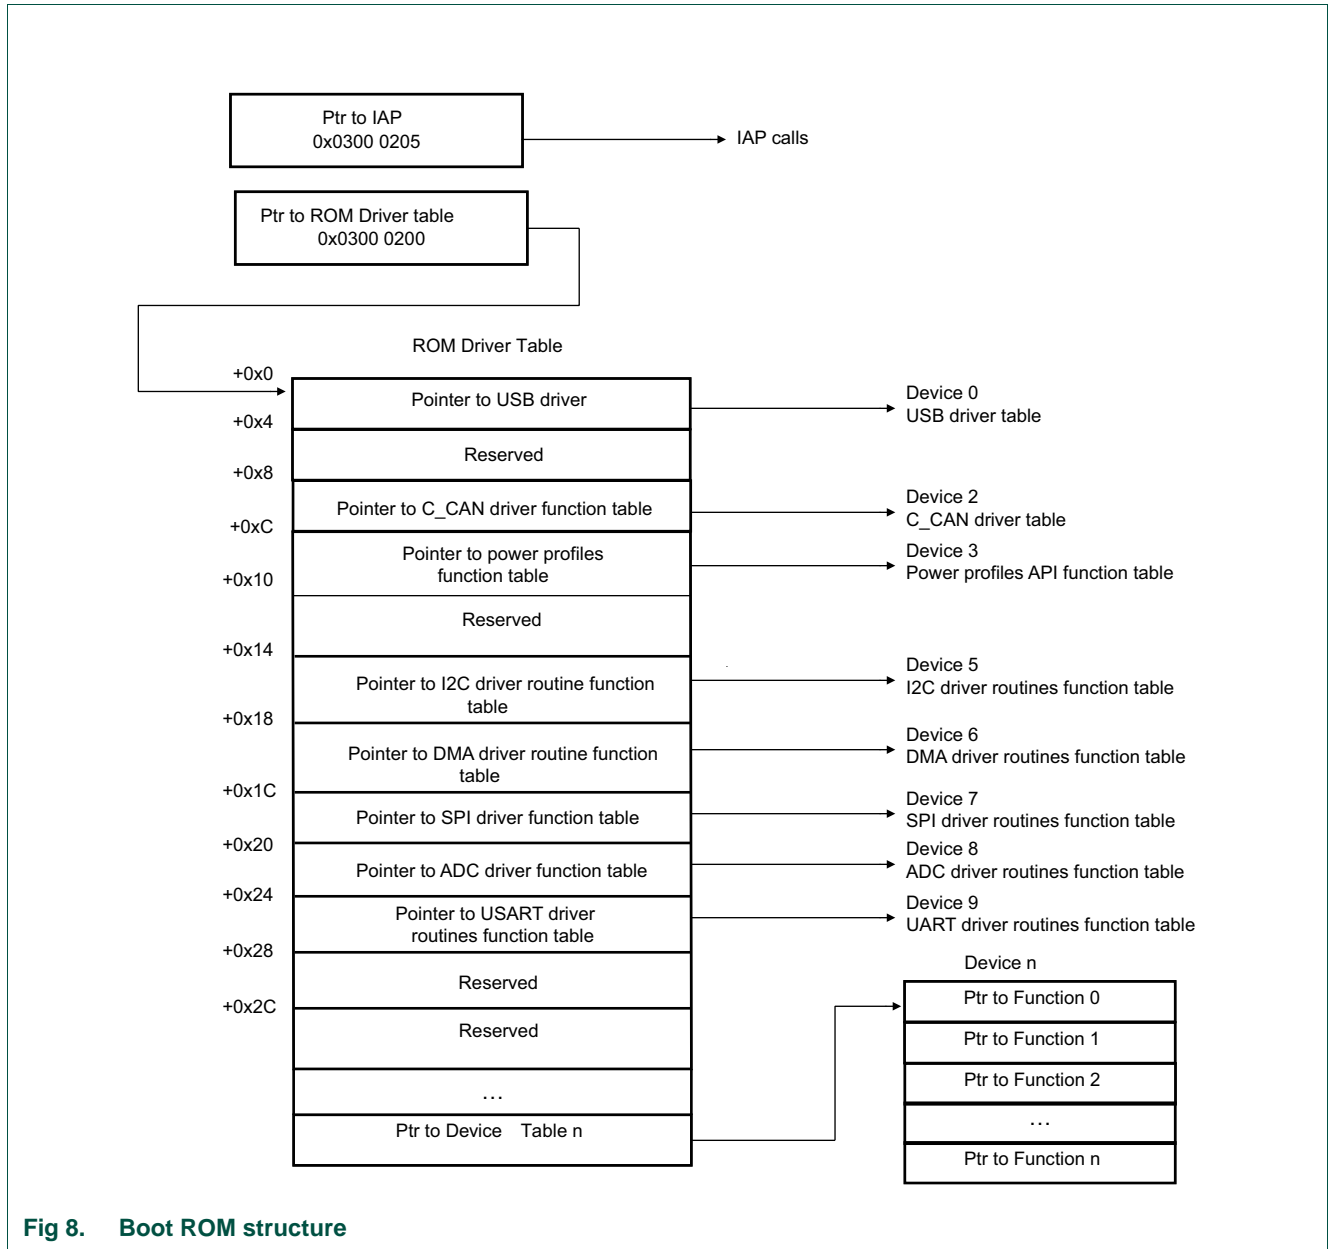 Ptr to IAP
0x0300 0205
IAP calls
Ptr to ROM Driver table
0x0300 0200
ROM Driver Table
+0x0
Pointer to USB driver
Device 0
USB driver table
+0x4
Reserved
+0x8
Pointer to C_CAN driver function table
Device 2
C_CAN driver table
+0xC
Pointer to power profiles
function table
Device 3
Power profiles API function table
+0x10
Reserved
+0x14
Pointer to I2C driver routine function
table
Device 5
I2C driver routines function table
+0x18
Pointer to DMA driver routine function
table
Device 6
DMA driver routines function table
+0x1C
Pointer to SPI driver function table
Device 7
SPI driver routines function table
+0x20
Pointer to ADC driver function table
Device 8
ADC driver routines function table
+0x24
Pointer to USART driver
routines function table
Device 9
UART driver routines function table
+0x28
Reserved
+0x2C
Reserved
…
Ptr to Device Table n
Device n
Ptr to Function 0
Ptr to Function 1
Ptr to Function 2
…
Ptr to Function n
Fig 8. Boot ROM structure